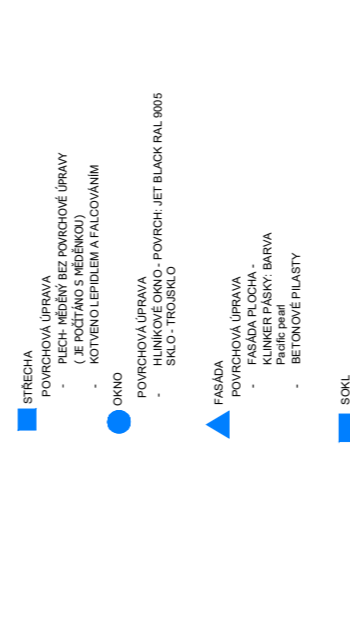 STŘECHA
POVRCHOVÁ ÚPRAVA
- PLECH- MĚDĚNÝ BEZ POVRCHOVÉ ÚPRAVY
( JE POČÍTÁNO S MĚDĚNKOU)
- KOTVENO LEPIDLEM A FALCOVÁNÍM
OKNO
POVRCHOVÁ ÚPRAVA
- HLINÍKOVÉ OKNO - POVRCH: JET BLACK RAL 9005
SKLO - TROJSKLO
FASÁDA
POVRCHOVÁ ÚPRAVA
- FASÁDA PLOCHA -
KLINKER PÁSKY: BARVA
Pacific pearl
- BETONOVÉ PILASTY
SOKL